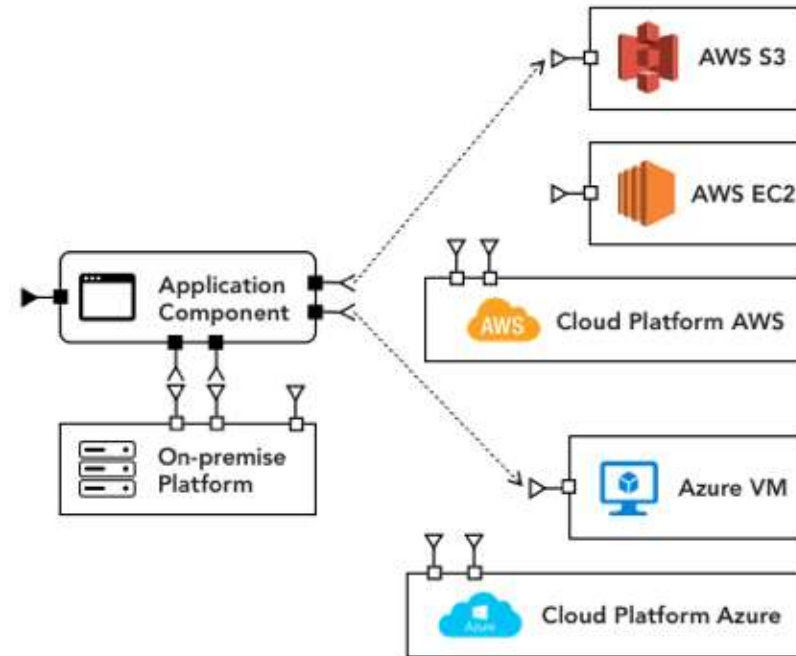 AWS S3
AWS EC2
Application
Component
AWS
Cloud Platform AWS
On-premise
Platform
Azure VM
Azure
Cloud Platform Azure